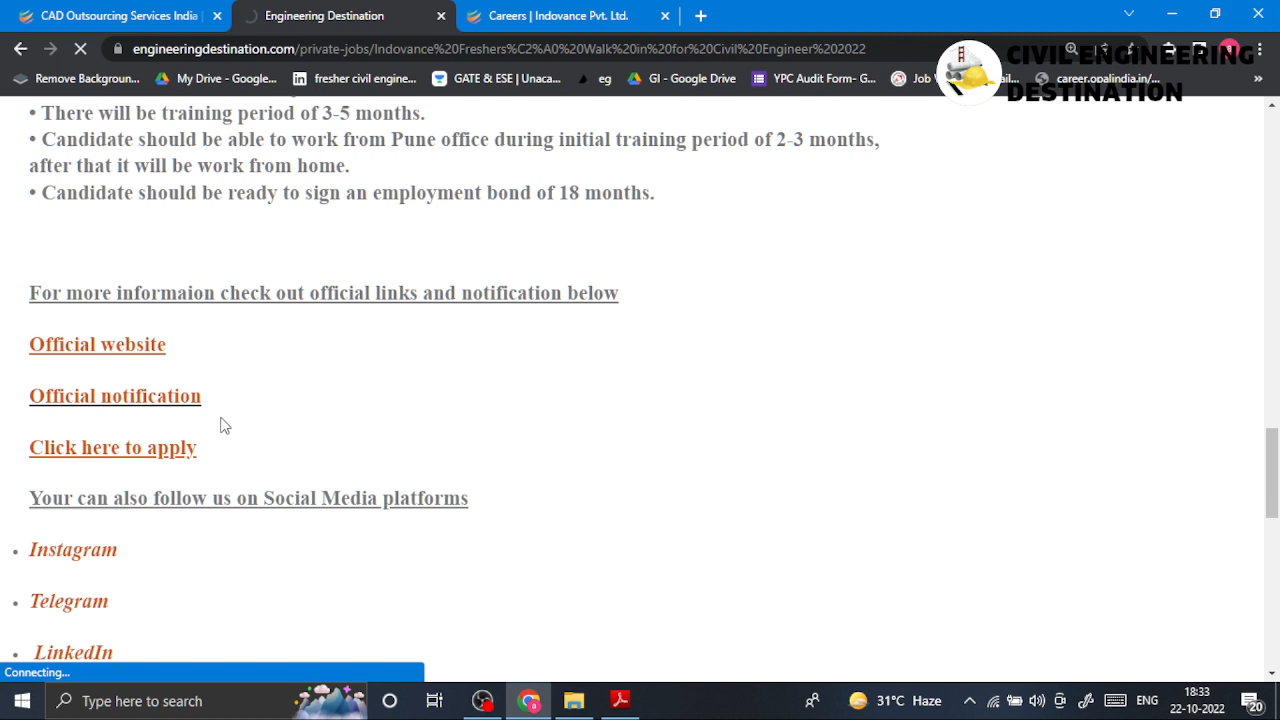 CAD Outsourcing Services India
Engineering Destination
Careers | Indovance Pvt. Ltd.
engineeringdestination.com/private-jobs/Indovance%20Freshers%C2%A0%20Walk%20in%20for%20Civil%20Engineer%202022
Remove Backgroun...
My Drive - Google...
fresher civil engine...
GATE & ESE | Unaca...
eg
GI - Google Drive
YPC Audit Form- G...
Job
career.opalindia.in/...
CIVIL ENGINEERING
DESTINATION
• There will be training period of 3-5 months.
• Candidate should be able to work from Pune office during initial training period of 2-3 months,
after that it will be work from home.
• Candidate should be ready to sign an employment bond of 18 months.
For more informaion check out official links and notification below
Official website
Official notification
Click here to apply
Your can also follow us on Social Media platforms
• Instagram
• Telegram
• LinkedIn
Connecting...
Type here to search
31°C Haze
ENG
18:33
22-10-2022
20